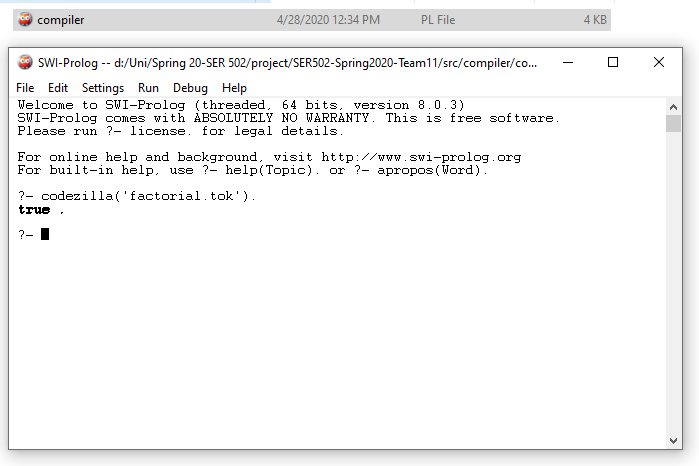 compiler 4/28/2020 12:34 PM PL File 4 KB
SWI-Prolog -- d:/Uni/Spring 20-SER 502/project/SER502-Spring2020-Team11/src/compiler/co...
File Edit Settings Run Debug Help
Welcome to SWI-Prolog (threaded, 64 bits, version 8.0.3)
SWI-Prolog comes with ABSOLUTELY NO WARRANTY. This is free software.
Please run ?- license. for legal details.
For online help and background, visit http://www.swi-prolog.org
For built-in help, use ?- help(Topic). or ?- apropos(Word).
?- codezilla('factorial.tok').
true .
?-